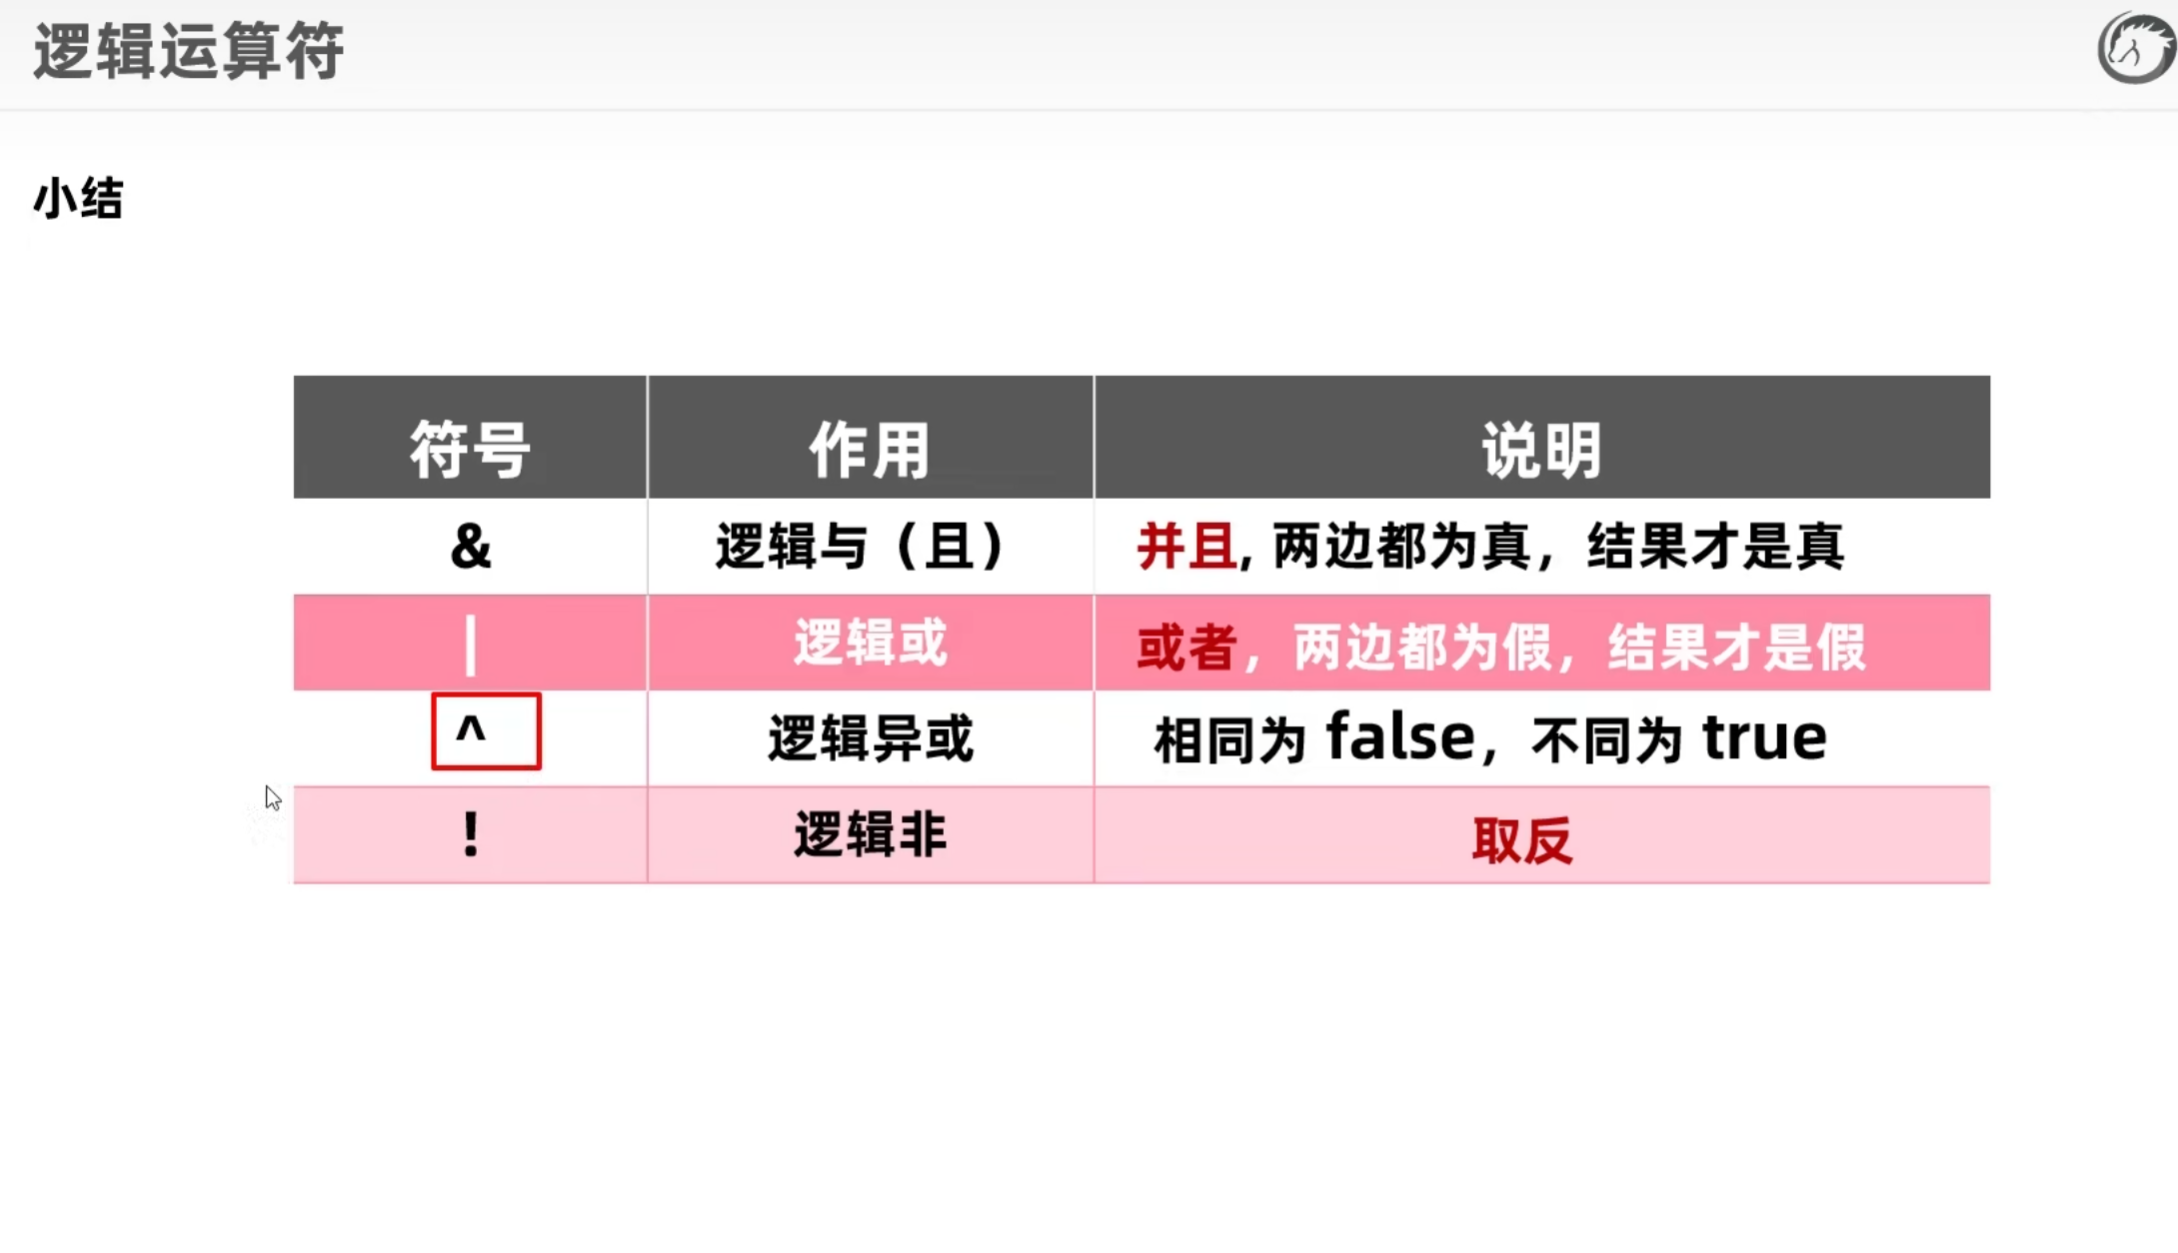 逻辑运算符
小结
符号 作用 说明
& 逻辑与（且） 并且, 两边都为真，结果才是真
| 逻辑或 或者，两边都为假，结果才是假
^ 逻辑异或 相同为 false，不同为 true
! 逻辑非 取反